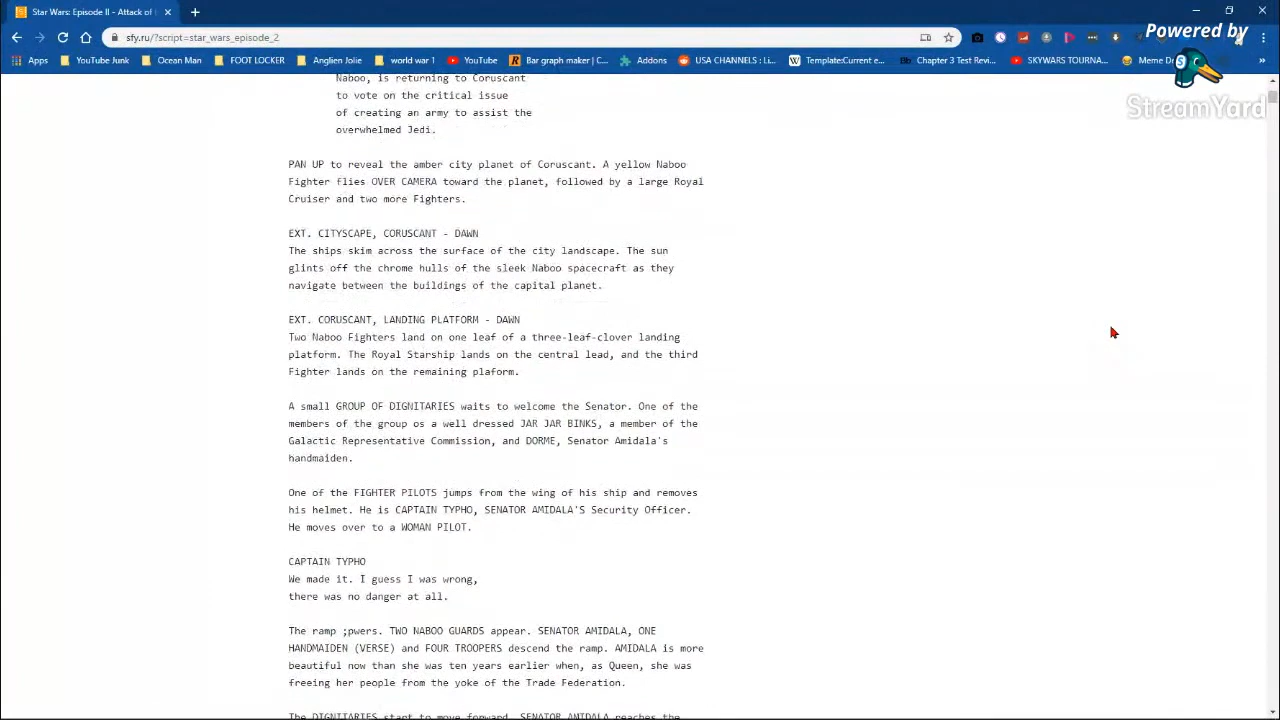 Star Wars: Episode II - Attack of
sfy.ru/?script=star_wars_episode_2
Powered by
Apps YouTube Junk Ocean Man FOOT LOCKER Anglien Jolie world war 1 YouTube Bar graph maker | C... Addons USA CHANNELS : Li... Template:Current e... Bb Chapter 3 Test Revi... SKYWARS TOURNA... Meme De
StreamYard
Naboo, is returning to Coruscant
to vote on the critical issue
of creating an army to assist the
overwhelmed Jedi.
PAN UP to reveal the amber city planet of Coruscant. A yellow Naboo
Fighter flies OVER CAMERA toward the planet, followed by a large Royal
Cruiser and two more Fighters.
EXT. CITYSCAPE, CORUSCANT - DAWN
The ships skim across the surface of the city landscape. The sun
glints off the chrome hulls of the sleek Naboo spacecraft as they
navigate between the buildings of the capital planet.
EXT. CORUSCANT, LANDING PLATFORM - DAWN
Two Naboo Fighters land on one leaf of a three-leaf-clover landing
platform. The Royal Starship lands on the central lead, and the third
Fighter lands on the remaining plaform.
A small GROUP OF DIGNITARIES waits to welcome the Senator. One of the
members of the group os a well dressed JAR JAR BINKS, a member of the
Galactic Representative Commission, and DORME, Senator Amidala's
handmaiden.
One of the FIGHTER PILOTS jumps from the wing of his ship and removes
his helmet. He is CAPTAIN TYPHO, SENATOR AMIDALA'S Security Officer.
He moves over to a WOMAN PILOT.
CAPTAIN TYPHO
We made it. I guess I was wrong,
there was no danger at all.
The ramp ;pwers. TWO NABOO GUARDS appear. SENATOR AMIDALA, ONE
HANDMAIDEN (VERSE) and FOUR TROOPERS descend the ramp. AMIDALA is more
beautiful now than she was ten years earlier when, as Queen, she was
freeing her people from the yoke of the Trade Federation.
The DIGNITARIES start to move forward. SENATOR AMIDALA reaches the